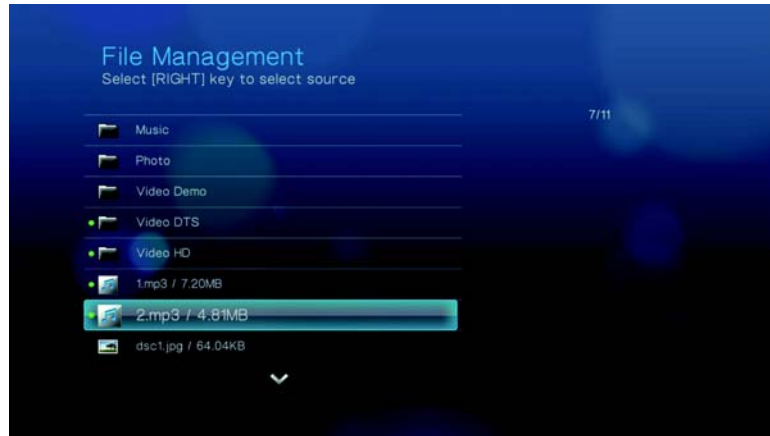 File Management
Select [RIGHT] key to select source
7/11
Music
Photo
Video Demo
Video DTS
Video HD
1.mp3 / 7.20MB
2.mp3 / 4.81MB
dsc1.jpg / 64.04KB